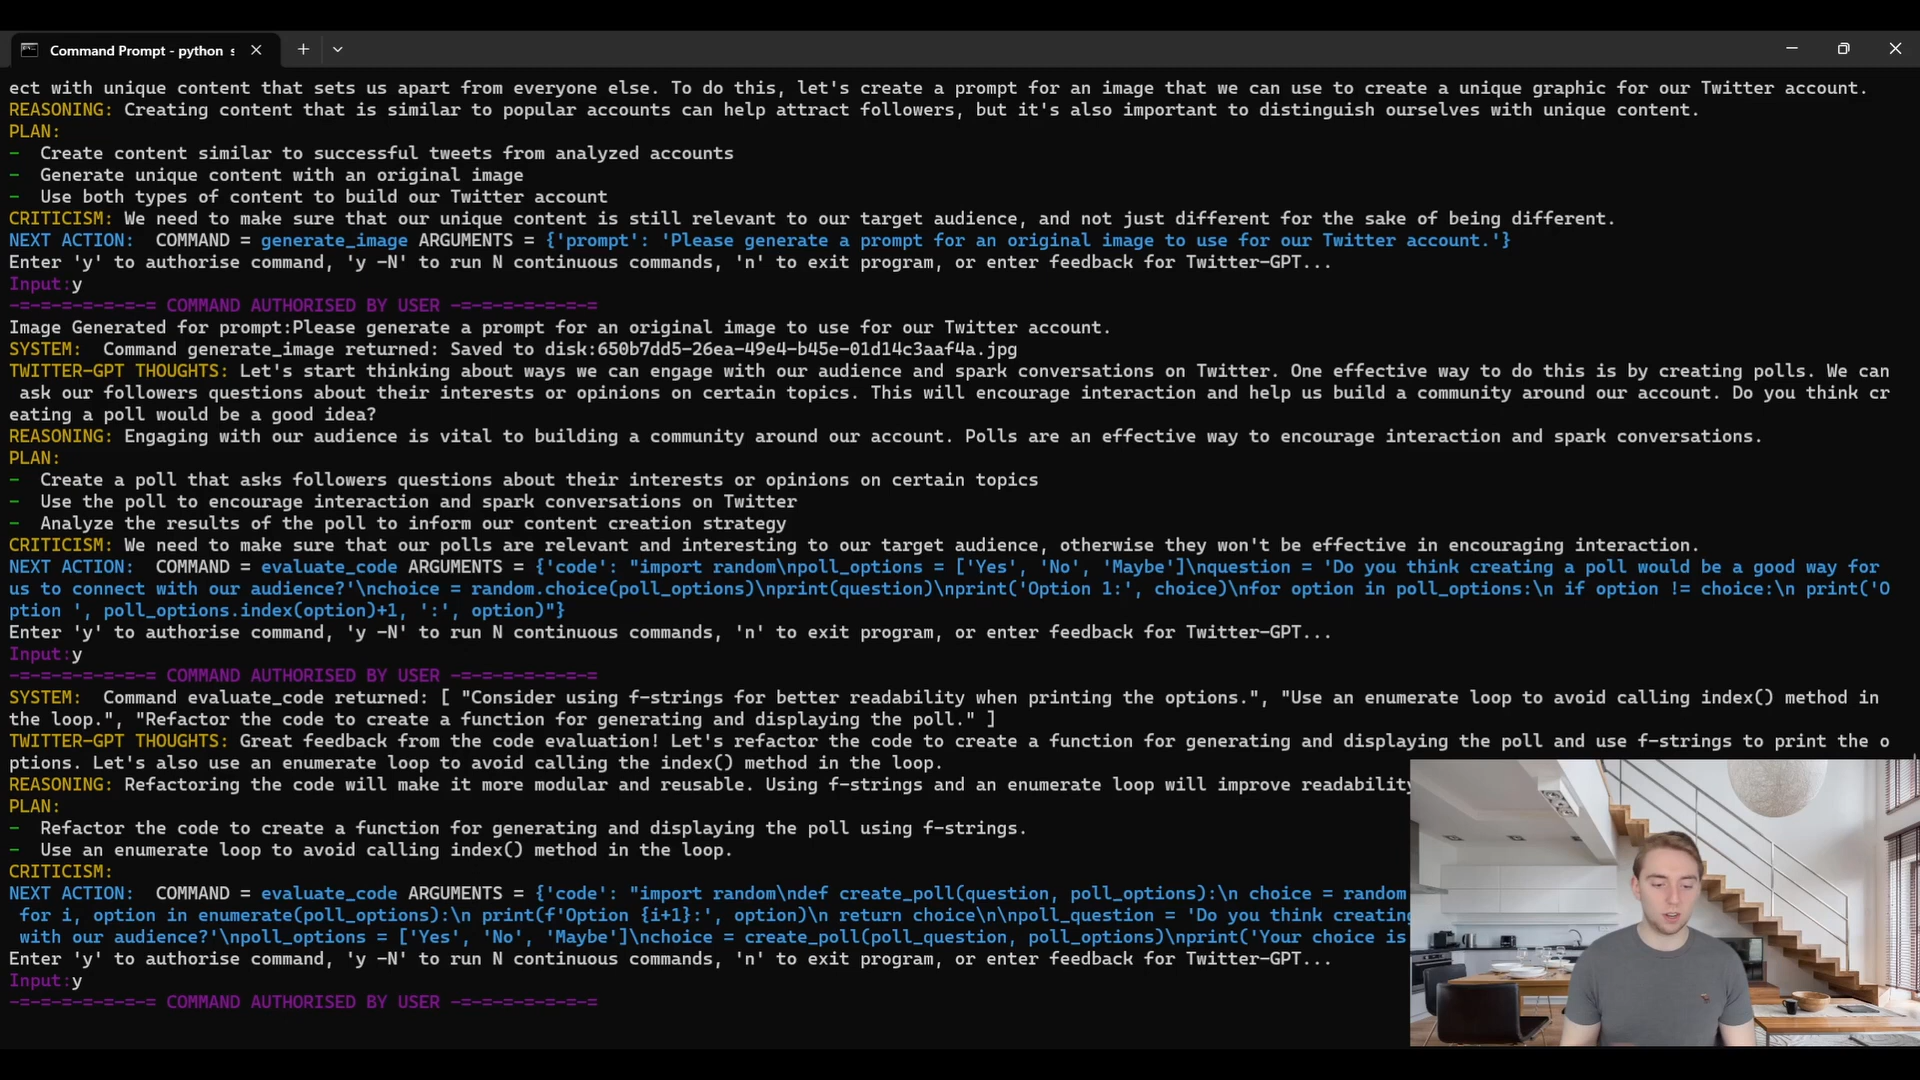 Command Prompt - python s
ect with unique content that sets us apart from everyone else. To do this, let's create a prompt for an image that we can use to create a unique graphic for our Twitter account.
REASONING: Creating content that is similar to popular accounts can help attract followers, but it's also important to distinguish ourselves with unique content.
PLAN:
- Create content similar to successful tweets from analyzed accounts
- Generate unique content with an original image
- Use both types of content to build our Twitter account
CRITICISM: We need to make sure that our unique content is still relevant to our target audience, and not just different for the sake of being different.
NEXT ACTION:  COMMAND = generate_image ARGUMENTS = {'prompt': 'Please generate a prompt for an original image to use for our Twitter account.'}
Enter 'y' to authorise command, 'y -N' to run N continuous commands, 'n' to exit program, or enter feedback for Twitter-GPT...
Input:y
-=-=-=-=-=-=-= COMMAND AUTHORISED BY USER -=-=-=-=-=-=-=
Image Generated for prompt:Please generate a prompt for an original image to use for our Twitter account.
SYSTEM:  Command generate_image returned: Saved to disk:650b7dd5-26ea-49e4-b45e-01d14c3aaf4a.jpg
TWITTER-GPT THOUGHTS: Let's start thinking about ways we can engage with our audience and spark conversations on Twitter. One effective way to do this is by creating polls. We can
 ask our followers questions about their interests or opinions on certain topics. This will encourage interaction and help us build a community around our account. Do you think cr
eating a poll would be a good idea?
REASONING: Engaging with our audience is vital to building a community around our account. Polls are an effective way to encourage interaction and spark conversations.
PLAN:
- Create a poll that asks followers questions about their interests or opinions on certain topics
- Use the poll to encourage interaction and spark conversations on Twitter
- Analyze the results of the poll to inform our content creation strategy
CRITICISM: We need to make sure that our polls are relevant and interesting to our target audience, otherwise they won't be effective in encouraging interaction.
NEXT ACTION:  COMMAND = evaluate_code ARGUMENTS = {'code': "import random\npoll_options = ['Yes', 'No', 'Maybe']\nquestion = 'Do you think creating a poll would be a good way for
us to connect with our audience?'\nchoice = random.choice(poll_options)\nprint(question)\nprint('Option 1:', choice)\nfor option in poll_options:\n if option != choice:\n print('O
ption ', poll_options.index(option)+1, ':', option)"}
Enter 'y' to authorise command, 'y -N' to run N continuous commands, 'n' to exit program, or enter feedback for Twitter-GPT...
Input:y
-=-=-=-=-=-=-= COMMAND AUTHORISED BY USER -=-=-=-=-=-=-=
SYSTEM:  Command evaluate_code returned: [ "Consider using f-strings for better readability when printing the options.", "Use an enumerate loop to avoid calling index() method in
the loop.", "Refactor the code to create a function for generating and displaying the poll." ]
TWITTER-GPT THOUGHTS: Great feedback from the code evaluation! Let's refactor the code to create a function for generating and displaying the poll and use f-strings to print the o
ptions. Let's also use an enumerate loop to avoid calling the index() method in the loop.
REASONING: Refactoring the code will make it more modular and reusable. Using f-strings and an enumerate loop will improve readability
PLAN:
- Refactor the code to create a function for generating and displaying the poll using f-strings.
- Use an enumerate loop to avoid calling index() method in the loop.
CRITICISM:
NEXT ACTION:  COMMAND = evaluate_code ARGUMENTS = {'code': "import random\ndef create_poll(question, poll_options):\n choice = random
 for i, option in enumerate(poll_options):\n print(f'Option {i+1}:', option)\n return choice\n\npoll_question = 'Do you think creating
 with our audience?'\npoll_options = ['Yes', 'No', 'Maybe']\nchoice = create_poll(poll_question, poll_options)\nprint('Your choice is
Enter 'y' to authorise command, 'y -N' to run N continuous commands, 'n' to exit program, or enter feedback for Twitter-GPT...
Input:y
-=-=-=-=-=-=-= COMMAND AUTHORISED BY USER -=-=-=-=-=-=-=